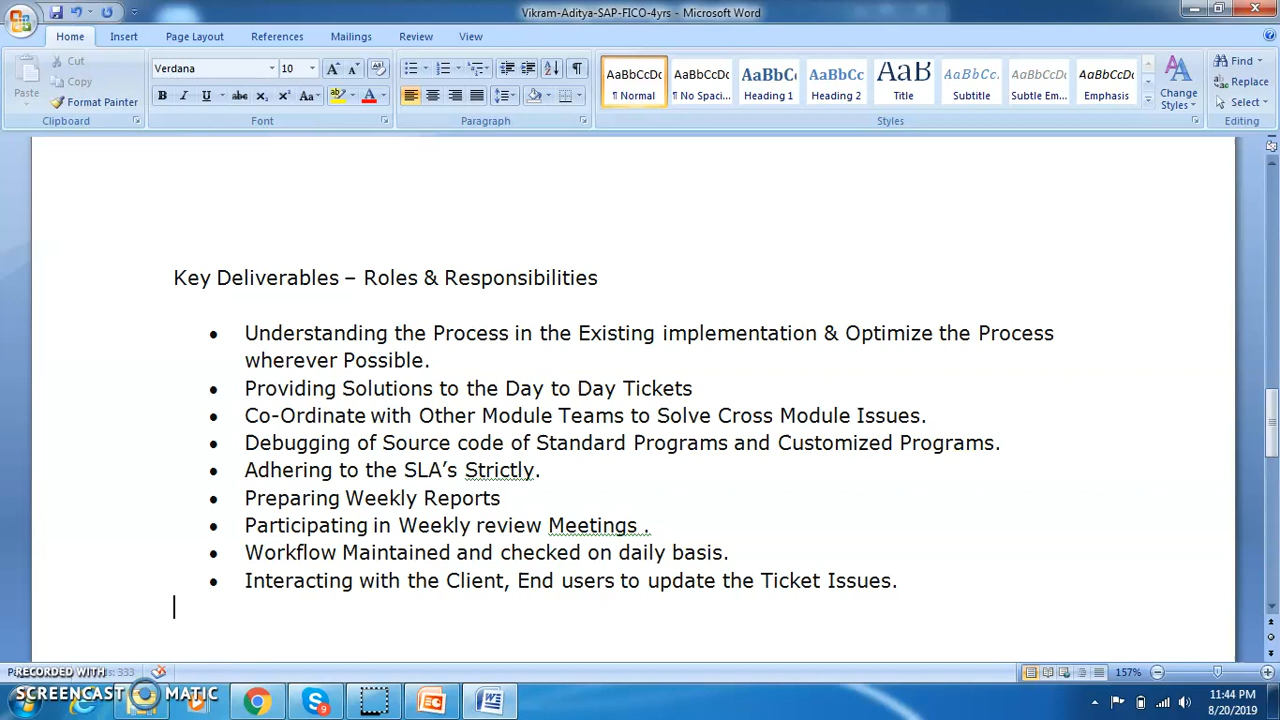 Vikram-Aditya-SAP-FICO-4yrs - Microsoft Word
Home Insert Page Layout References Mailings Review View
Cut
Copy
Paste
Format Painter
Clipboard
Verdana 10
Font
Paragraph
AaBbCcDc AaBbCcDc AaBbC AaBbCc AaB AaBbCc. AaBbCcDc AaBbCcDc
¶ Normal ¶ No Spaci... Heading 1 Heading 2 Title Subtitle Subtle Em... Emphasis
Change Styles
Styles
Find
Replace
Select
Editing
Key Deliverables – Roles & Responsibilities
• Understanding the Process in the Existing implementation & Optimize the Process
wherever Possible.
• Providing Solutions to the Day to Day Tickets
• Co-Ordinate with Other Module Teams to Solve Cross Module Issues.
• Debugging of Source code of Standard Programs and Customized Programs.
• Adhering to the SLA’s Strictly.
• Preparing Weekly Reports
• Participating in Weekly review Meetings .
• Workflow Maintained and checked on daily basis.
• Interacting with the Client, End users to update the Ticket Issues.
RECORDED WITH
333
157%
SCREENCAST MATIC
9
11:44 PM
8/20/2019